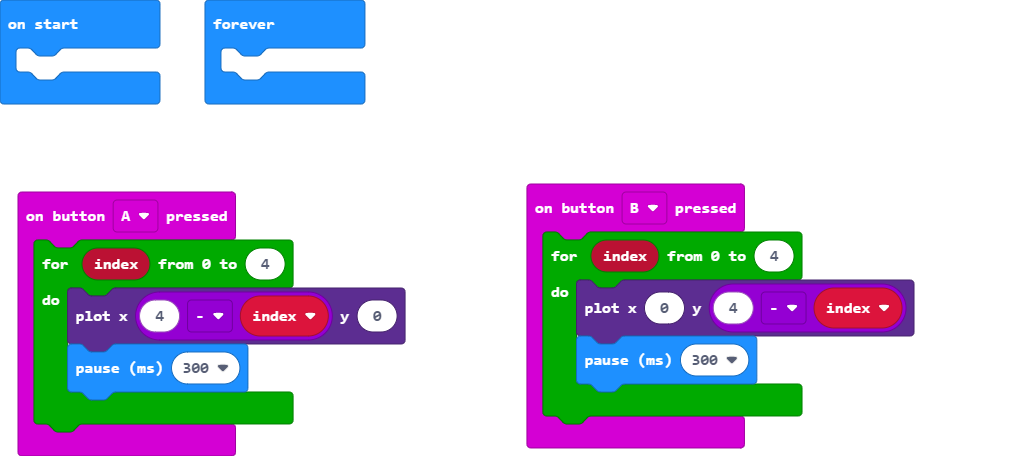 on start
forever
on button A pressed
for index from 0 to 4
do
plot x 4 - index y 0
pause (ms) 300
on button B pressed
for index from 0 to 4
do
plot x 0 y 4 - index
pause (ms) 300